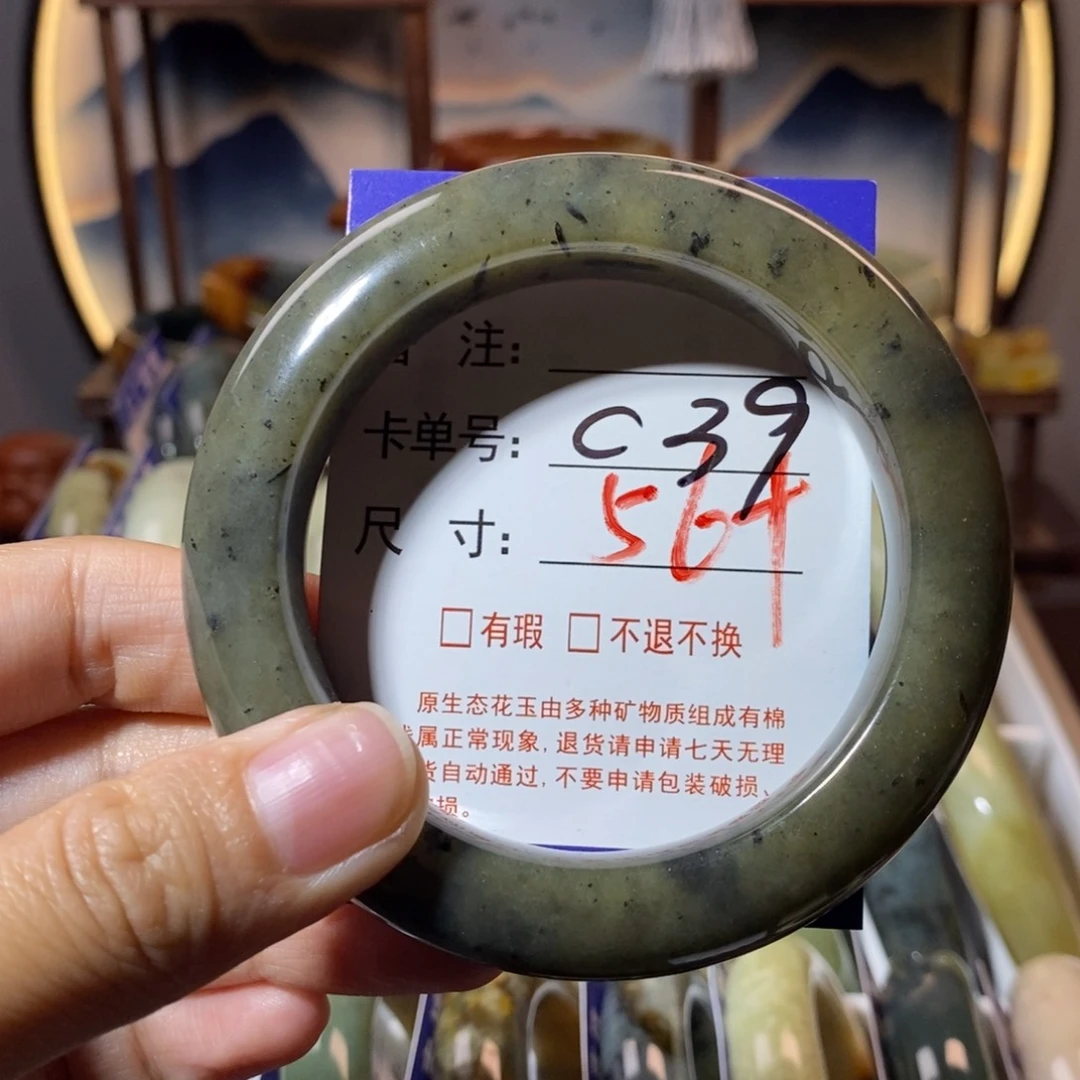 注:
卡单号: C39
尺 寸: 564
□有瑕 □不退不换
原生态花玉由多种矿物质组成有棉
属正常现象,退货请申请七天无理
货自动通过,不要申请包装破损、
损。